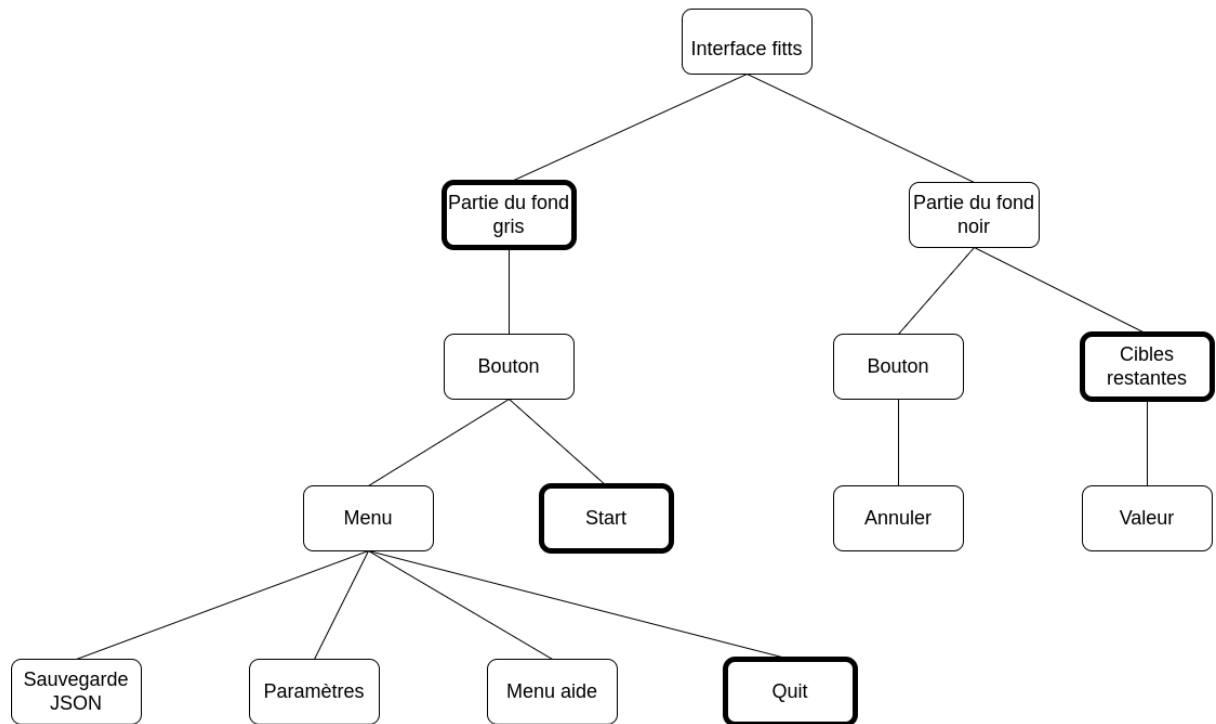 Interface fitts
Partie du fond
gris
Partie du fond
noir
Bouton
Bouton
Cibles
restantes
Menu
Start
Annuler
Valeur
Sauvegarde
JSON
Paramètres
Menu aide
Quit